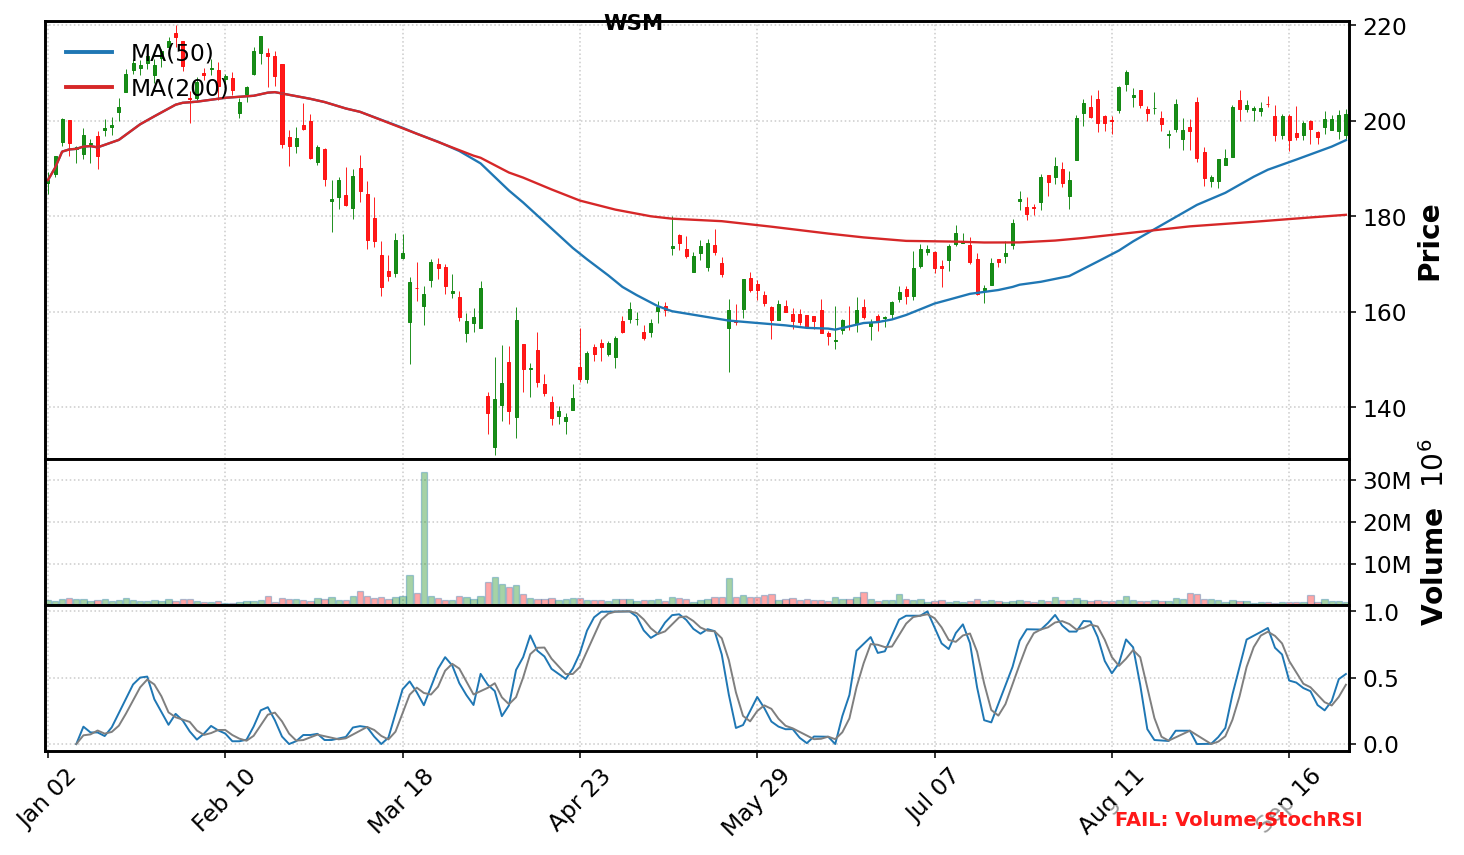 WSM
MA(50)
MA(200)
220
200
180
160
140
Price
30M
20M
10M
Volume 10^6
1.0
0.5
0.0
Jan 02
Feb 10
Mar 18
Apr 23
May 29
Jul 07
Aug 11
Sep 16
FAIL: Volume,StochRSI